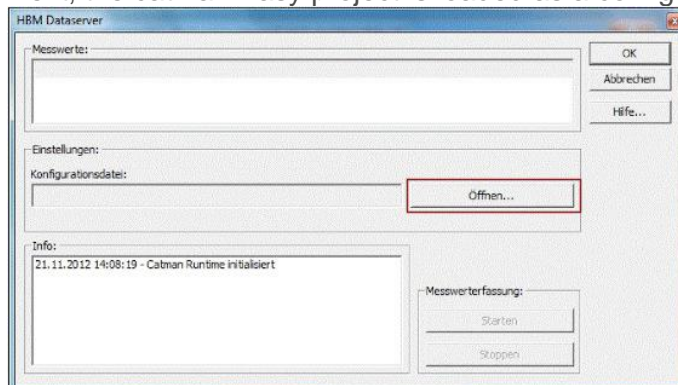 HBM Dataserver
Messwerte:
OK
Abbrechen
Hilfe...
Einstellungen:
Konfigurationsdatei:
Öffnen...
Info:
21.11.2012 14:08:19 - Catman Runtime initialisiert
Messwerterfassung:
Starten
Stoppen